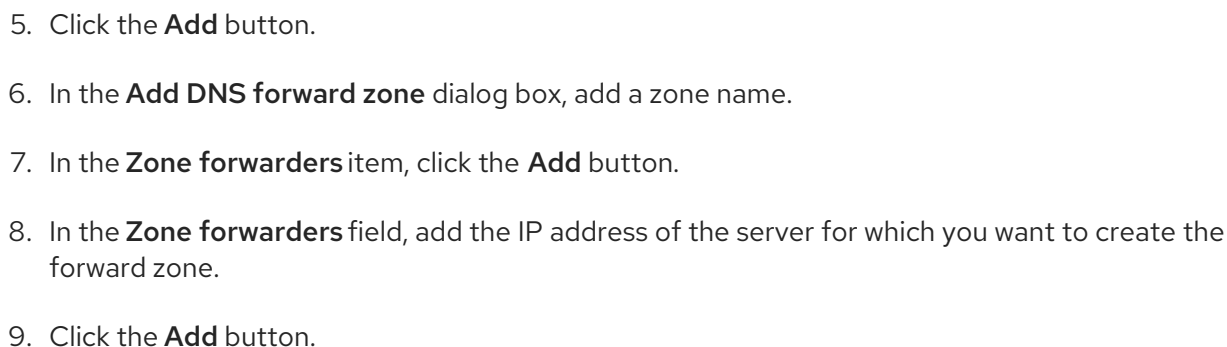 5. Click the Add button.
6. In the Add DNS forward zone dialog box, add a zone name.
7. In the Zone forwarders item, click the Add button.
8. In the Zone forwarders field, add the IP address of the server for which you want to create the
forward zone.
9. Click the Add button.